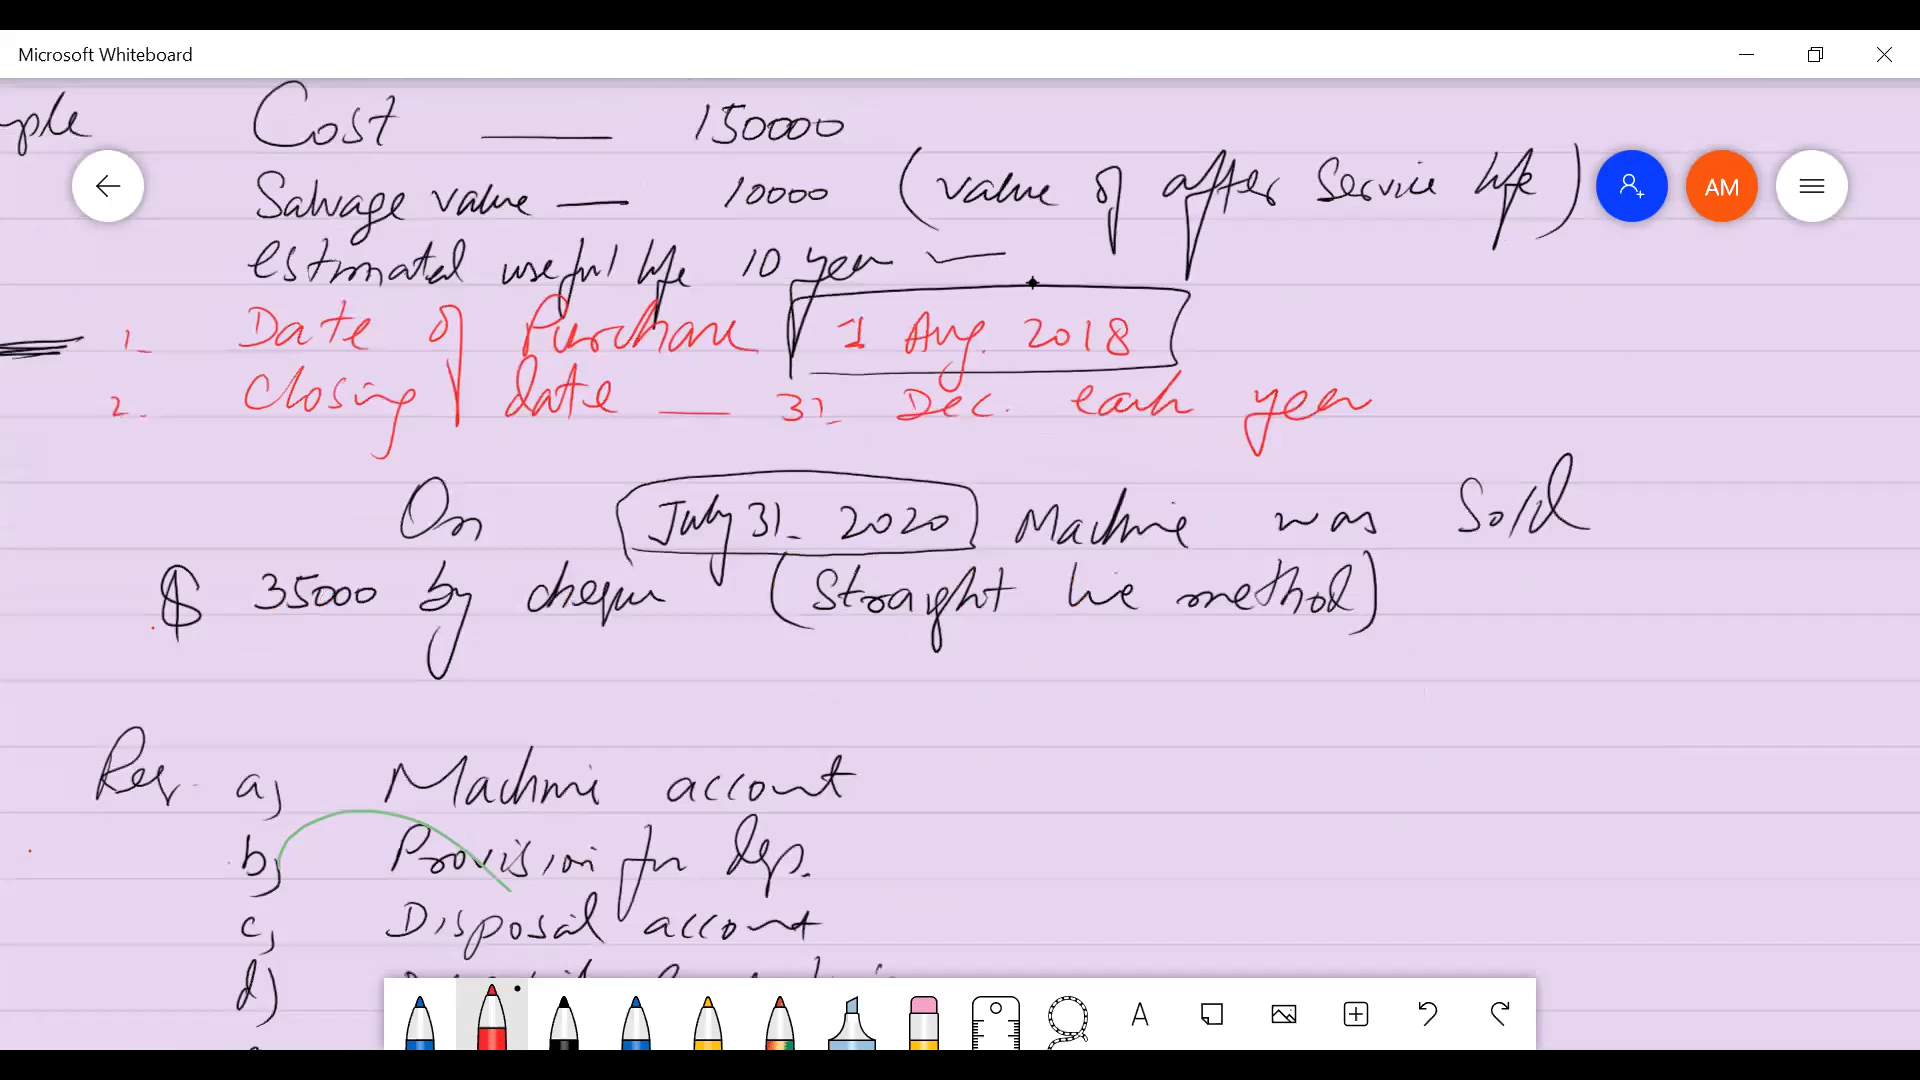 Microsoft Whiteboard
mple Cost — 150000
Salvage value — 10000 (value of after service life)
estimated useful life 10 year
1. Date of Purchase 1 Aug. 2018
2. Closing date — 31 Dec. each year
On July 31. 2020 Machine was Sold
$ 35000 by cheque (Straight line method)
Req. a) Machine account
b) Provision for dep.
c) Disposal account
d)
AM
A